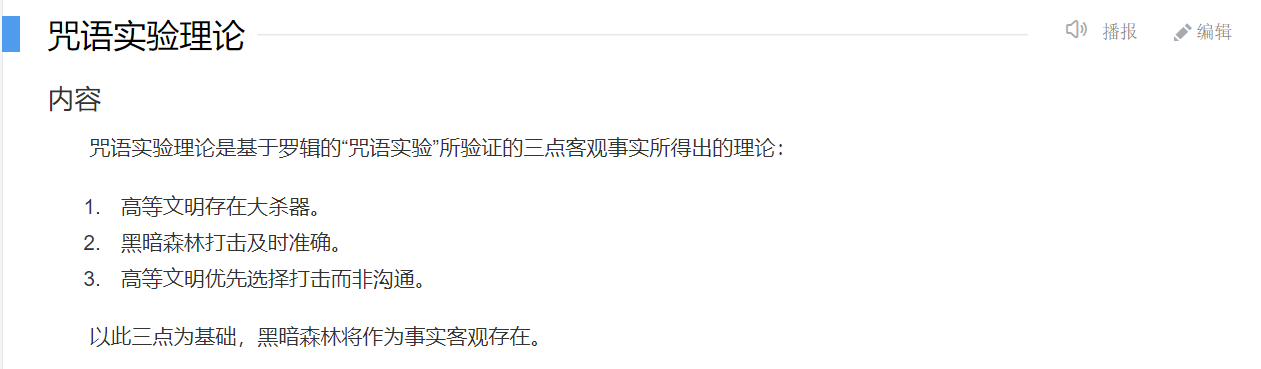 咒语实验理论
播报
编辑
内容
咒语实验理论是基于罗辑的“咒语实验”所验证的三点客观事实所得出的理论：
1. 高等文明存在大杀器。
2. 黑暗森林打击及时准确。
3. 高等文明优先选择打击而非沟通。
以此三点为基础，黑暗森林将作为事实客观存在。